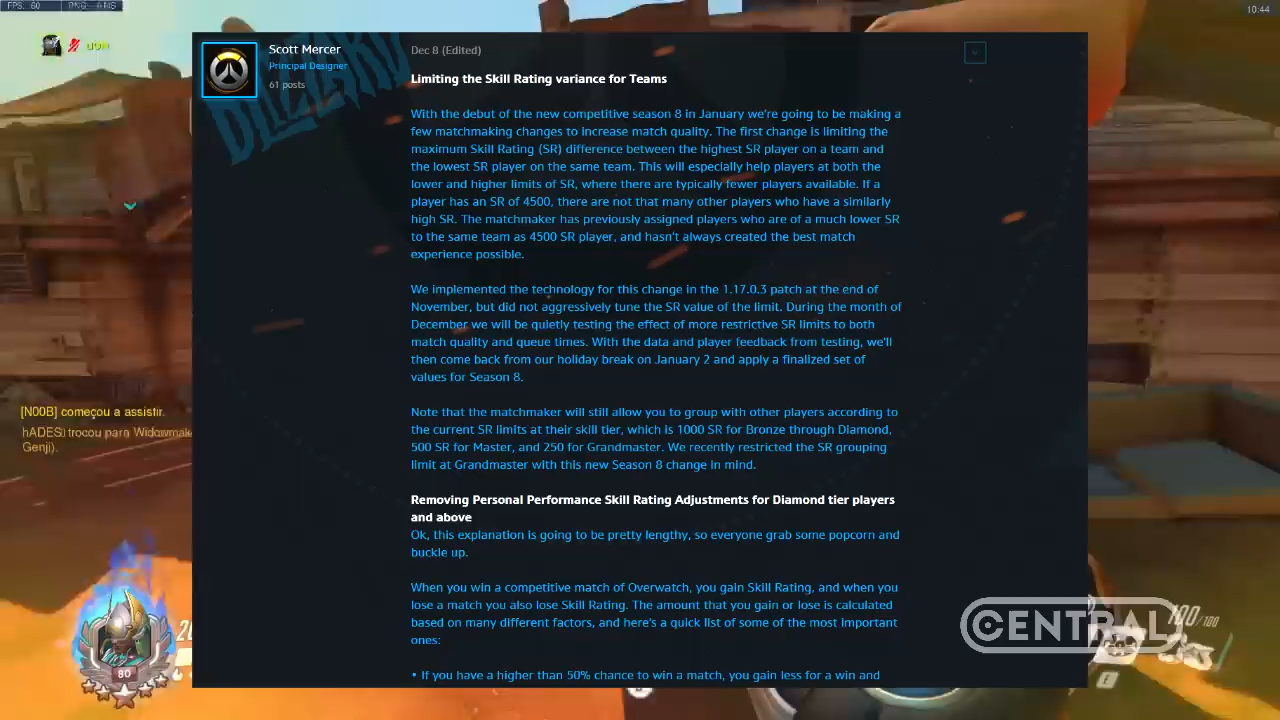 FPS: 60
10:44
Scott Mercer
Principal Designer
61 posts
BLIZZARD
Dec 8 (Edited)
Limiting the Skill Rating variance for Teams
With the debut of the new competitive season 8 in January we're going to be making a
few matchmaking changes to increase match quality. The first change is limiting the
maximum Skill Rating (SR) difference between the highest SR player on a team and
the lowest SR player on the same team. This will especially help players at both the
lower and higher limits of SR, where there are typically fewer players available. If a
player has an SR of 4500, there are not that many other players who have a similarly
high SR. The matchmaker has previously assigned players who are of a much lower SR
to the same team as 4500 SR player, and hasn't always created the best match
experience possible.
We implemented the technology for this change in the 1.17.0.3 patch at the end of
November, but did not aggressively tune the SR value of the limit. During the month of
December we will be quietly testing the effect of more restrictive SR limits to both
match quality and queue times. With the data and player feedback from testing, we'll
then come back from our holiday break on January 2 and apply a finalized set of
values for Season 8.
Note that the matchmaker will still allow you to group with other players according to
the current SR limits at their skill tier, which is 1000 SR for Bronze through Diamond,
500 SR for Master, and 250 for Grandmaster. We recently restricted the SR grouping
limit at Grandmaster with this new Season 8 change in mind.
Removing Personal Performance Skill Rating Adjustments for Diamond tier players
and above
Ok, this explanation is going to be pretty lengthy, so everyone grab some popcorn and
buckle up.
When you win a competitive match of Overwatch, you gain Skill Rating, and when you
lose a match you also lose Skill Rating. The amount that you gain or lose is calculated
based on many different factors, and here's a quick list of some of the most important
ones:
• If you have a higher than 50% chance to win a match, you gain less for a win and
[N00B] começou a assistir.
trocou para
Genji).
80
CENTRAL
100/100
E